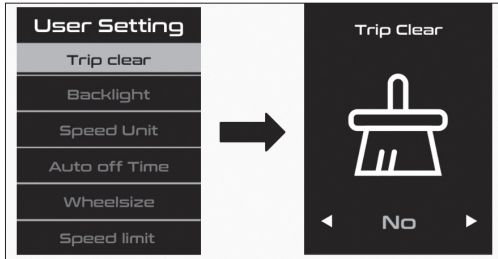 User Setting
Trip clear
Backlight
Speed Unit
Auto off Time
Wheelsize
Speed limit
Trip Clear
No